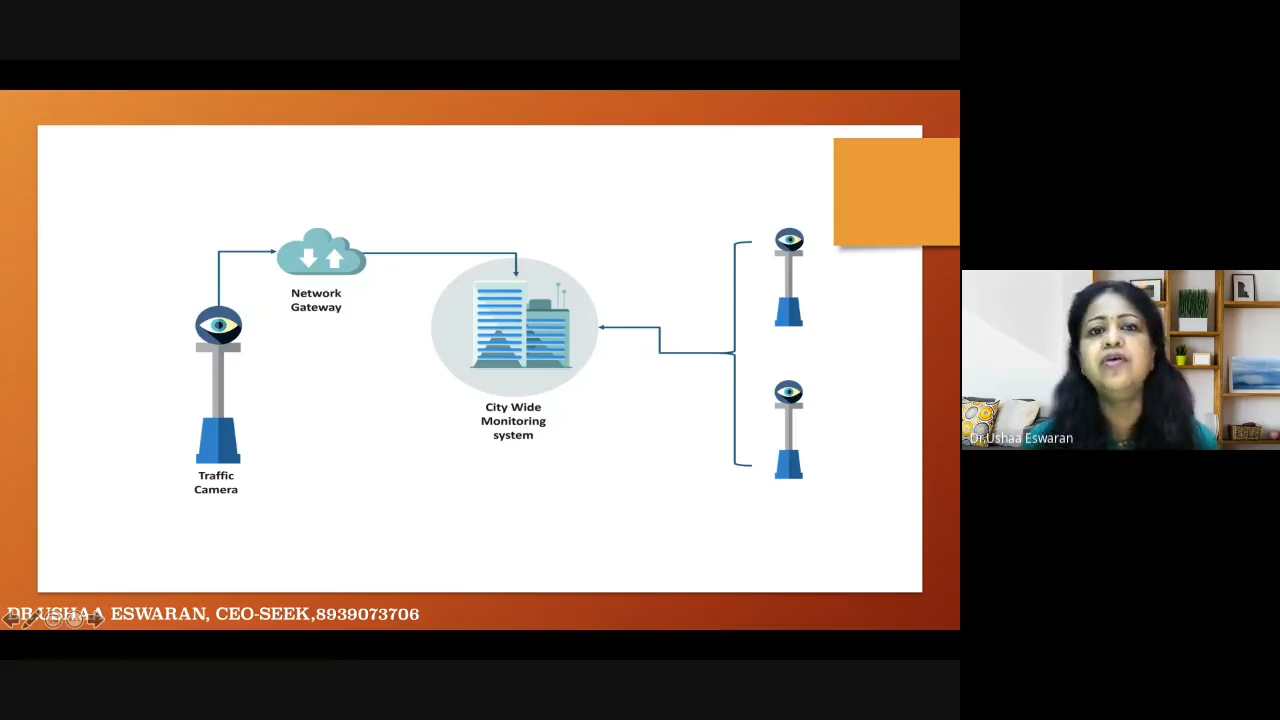 Network
Gateway
City Wide
Monitoring
system
Traffic
Camera
Dr.Ushaa Eswaran
DR.USHAA ESWARAN, CEO-SEEK,8939073706